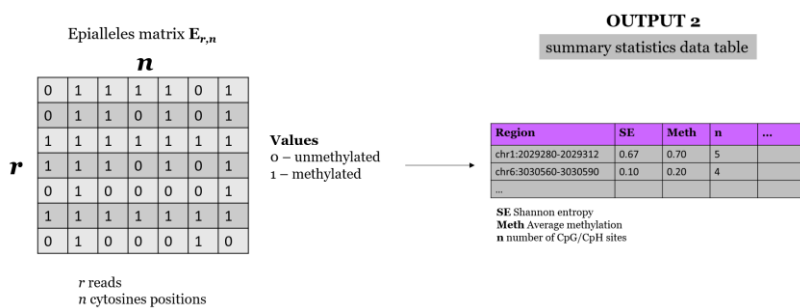 Epialleles matrix E_r,n
n
r
0 1 1 1 1 0 1
0 1 1 0 1 0 1
1 1 1 1 1 1 1
1 1 1 0 1 0 1
0 1 0 0 0 0 1
1 1 1 1 1 1 1
0 1 0 0 0 1 0
r reads
n cytosines positions
Values
0 – unmethylated
1 – methylated
OUTPUT 2
summary statistics data table
Region SE Meth n ...
chr1:2029280-2029312 0.67 0.70 5
chr6:3030560-3030590 0.10 0.20 4
...
SE Shannon entropy
Meth Average methylation
n number of CpG/CpH sites